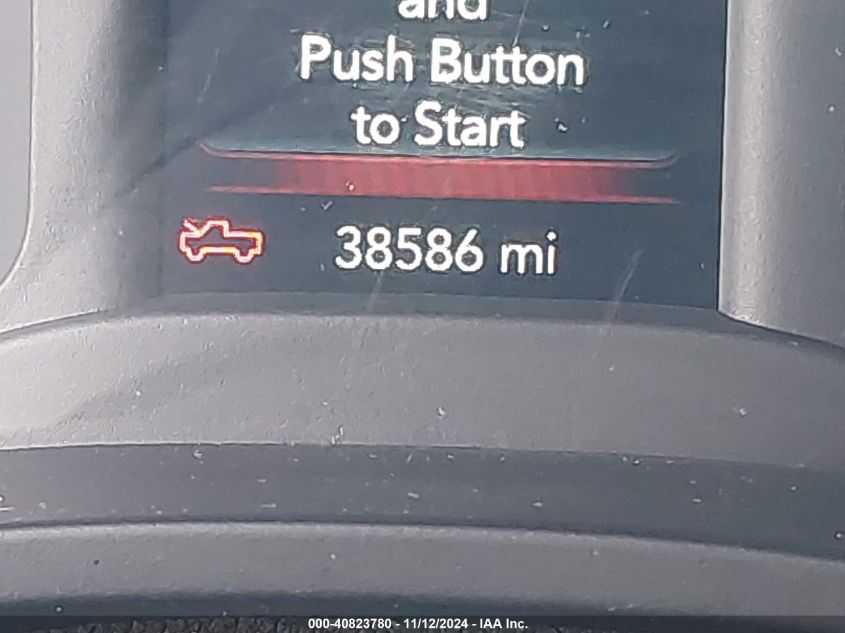 and
Push Button
to Start
38586 mi
000-40823780 - 11/12/2024 - IAA Inc.